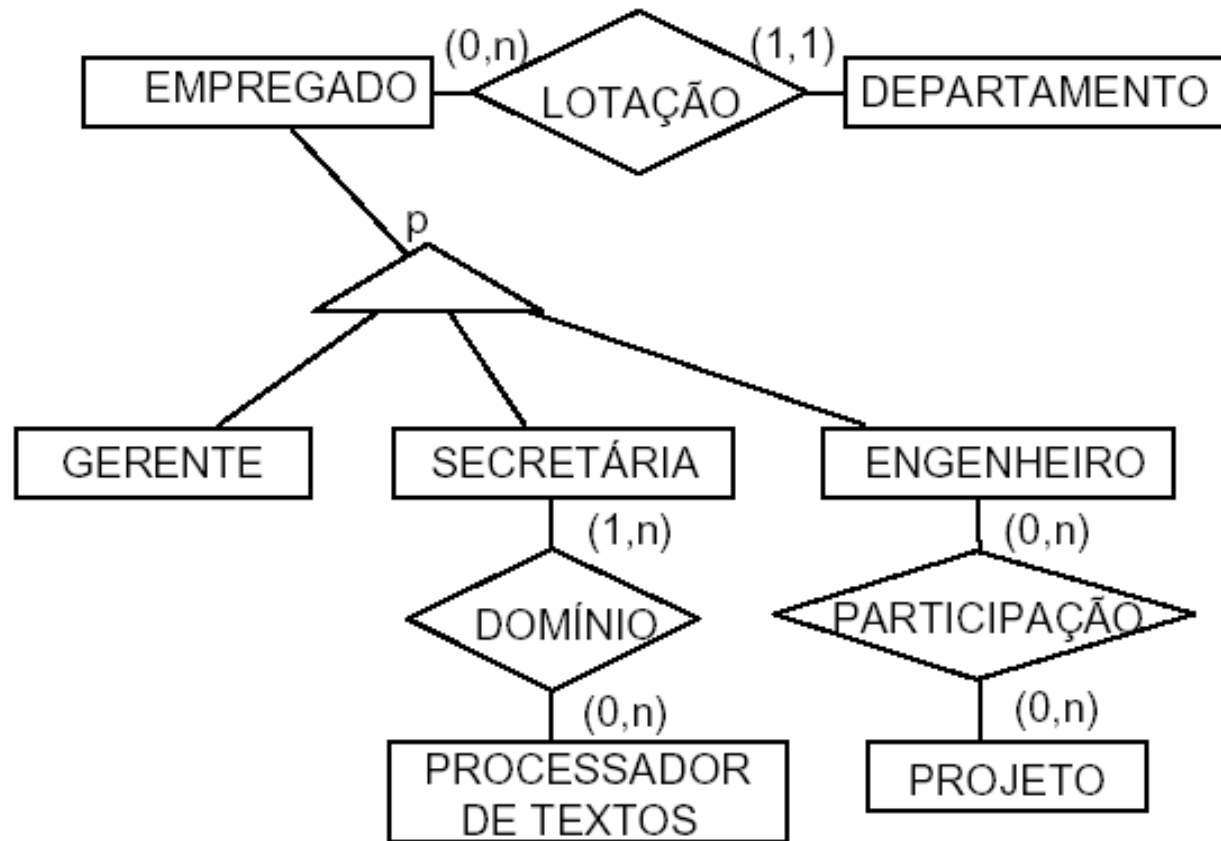 (0,n)
(1,1)
EMPREGADO
LOTAÇÃO
DEPARTAMENTO
p
GERENTE
SECRETÁRIA
ENGENHEIRO
(1,n)
(0,n)
DOMÍNIO
PARTICIPAÇÃO
(0,n)
(0,n)
PROCESSADOR
DE TEXTOS
PROJETO